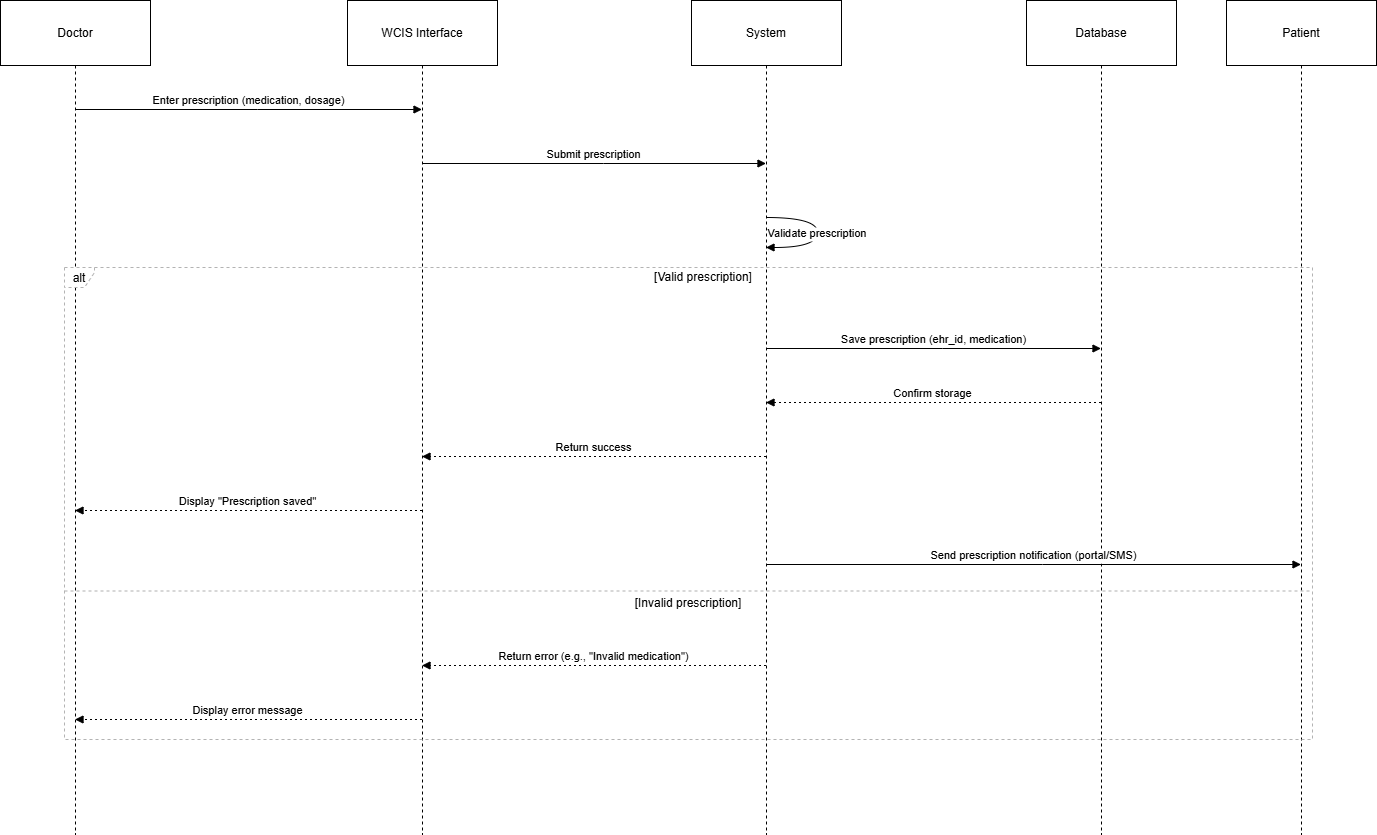 Doctor
WCIS Interface
System
Database
Patient
Enter prescription (medication, dosage)
Submit prescription
Validate prescription
alt
[Valid prescription]
Save prescription (ehr_id, medication)
Confirm storage
Return success
Display "Prescription saved"
Send prescription notification (portal/SMS)
[Invalid prescription]
Return error (e.g., "Invalid medication")
Display error message